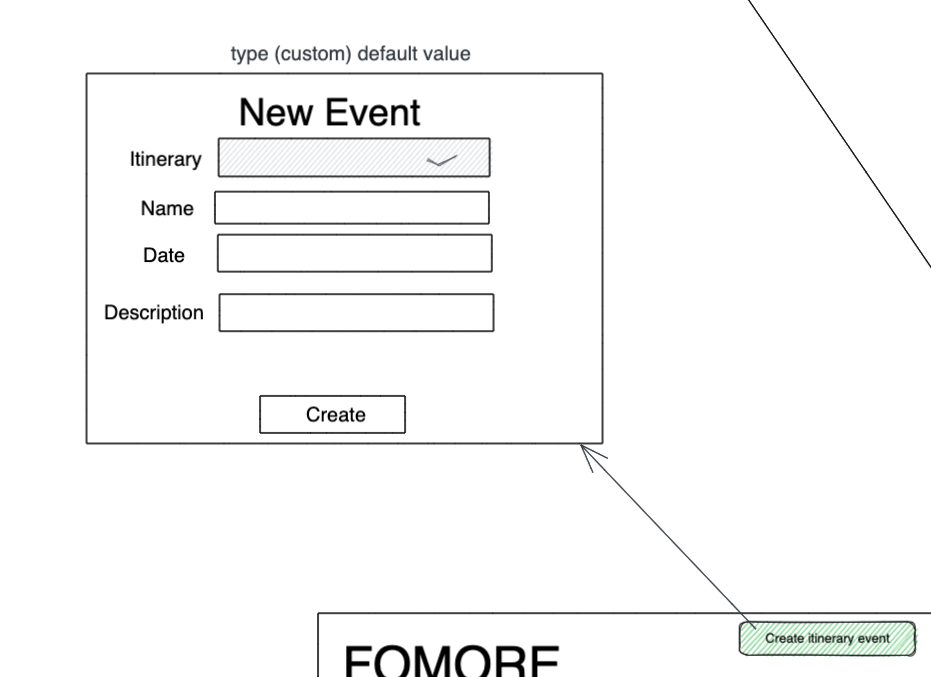 type (custom) default value
New Event
Itinerary
Name
Date
Description
Create
Create itinerary event
FOMORE